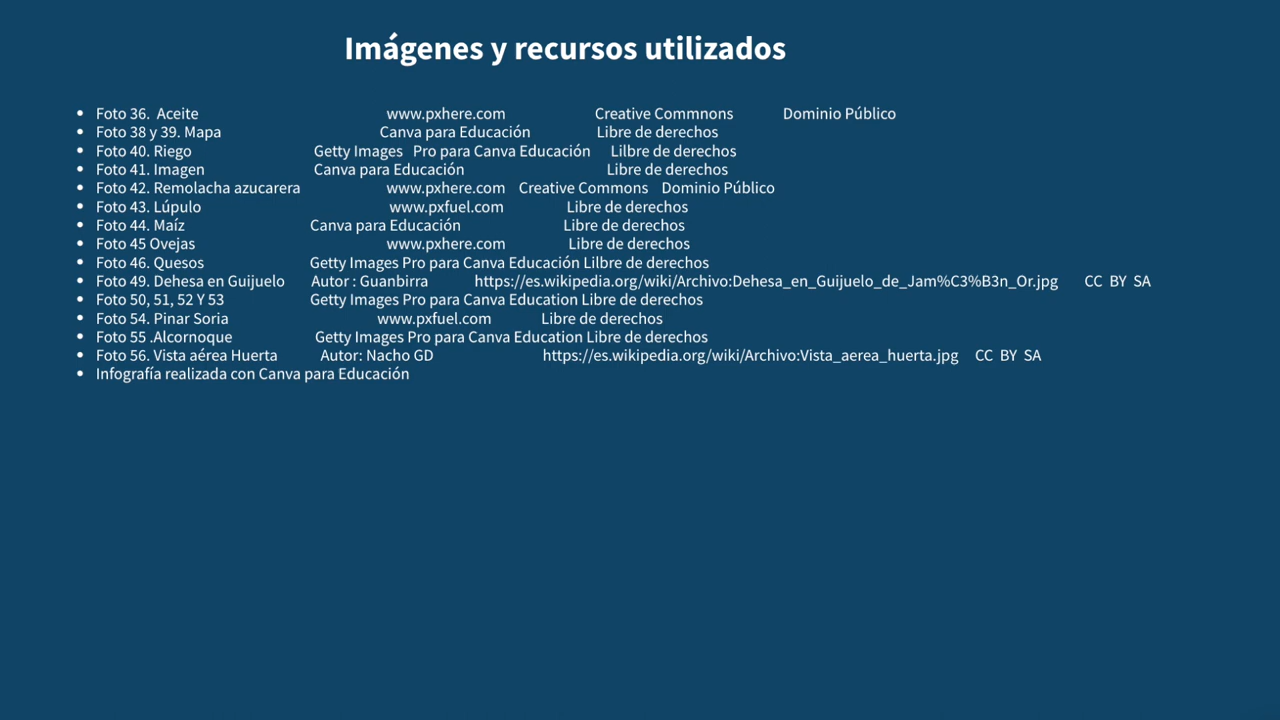 Imágenes y recursos utilizados
• Foto 36. Aceite www.pxhere.com Creative Commnons Dominio Público
• Foto 38 y 39. Mapa Canva para Educación Libre de derechos
• Foto 40. Riego Getty Images Pro para Canva Educación Lilbre de derechos
• Foto 41. Imagen Canva para Educación Libre de derechos
• Foto 42. Remolacha azucarera www.pxhere.com Creative Commons Dominio Público
• Foto 43. Lúpulo www.pxfuel.com Libre de derechos
• Foto 44. Maíz Canva para Educación Libre de derechos
• Foto 45 Ovejas www.pxhere.com Libre de derechos
• Foto 46. Quesos Getty Images Pro para Canva Educación Lilbre de derechos
• Foto 49. Dehesa en Guijuelo Autor : Guanbirra https://es.wikipedia.org/wiki/Archivo:Dehesa_en_Guijuelo_de_Jam%C3%B3n_Or.jpg CC BY SA
• Foto 50, 51, 52 Y 53 Getty Images Pro para Canva Education Libre de derechos
• Foto 54. Pinar Soria www.pxfuel.com Libre de derechos
• Foto 55 .Alcornoque Getty Images Pro para Canva Education Libre de derechos
• Foto 56. Vista aérea Huerta Autor: Nacho GD https://es.wikipedia.org/wiki/Archivo:Vista_aerea_huerta.jpg CC BY SA
• Infografía realizada con Canva para Educación